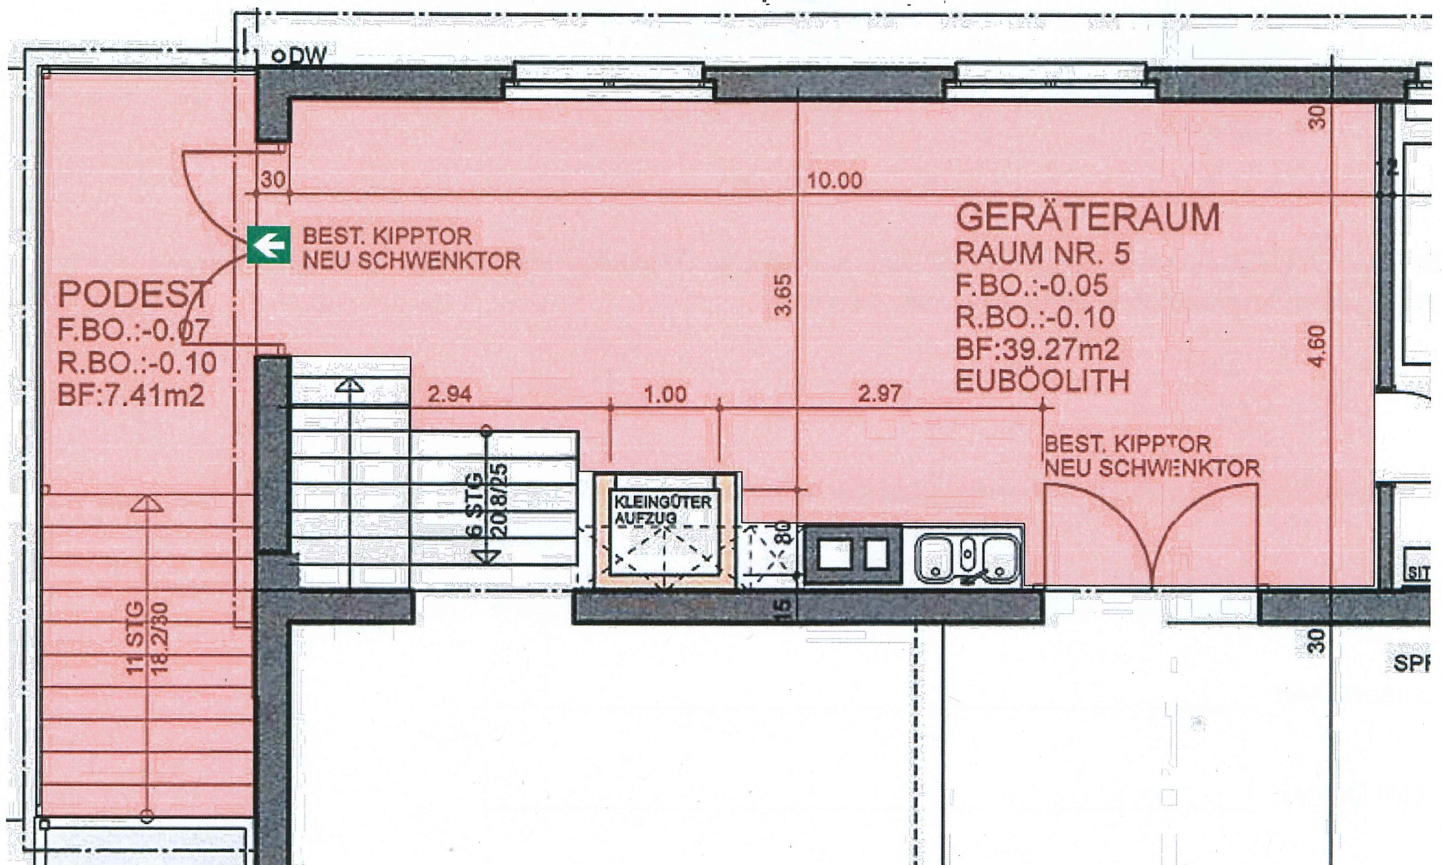 DW
30
10.00
30
2
BEST. KIPPTOR
NEU SCHWENKTOR
GERÄTERAUM
RAUM NR. 5
F.BO.:-0.05
R.BO.:-0.10
BF:39.27m2
EUBÖOLITH
PODEST
F.BO.:-0.07
R.BO.:-0.10
BF:7.41m2
3.65
4.60
2.94
1.00
2.97
BEST. KIPPTOR
NEU SCHWENKTOR
6 STG
20.8/25
KLEINGÜTER
AUFZUG
80
15
SIT
11 STG
18.2/30
30
SPF